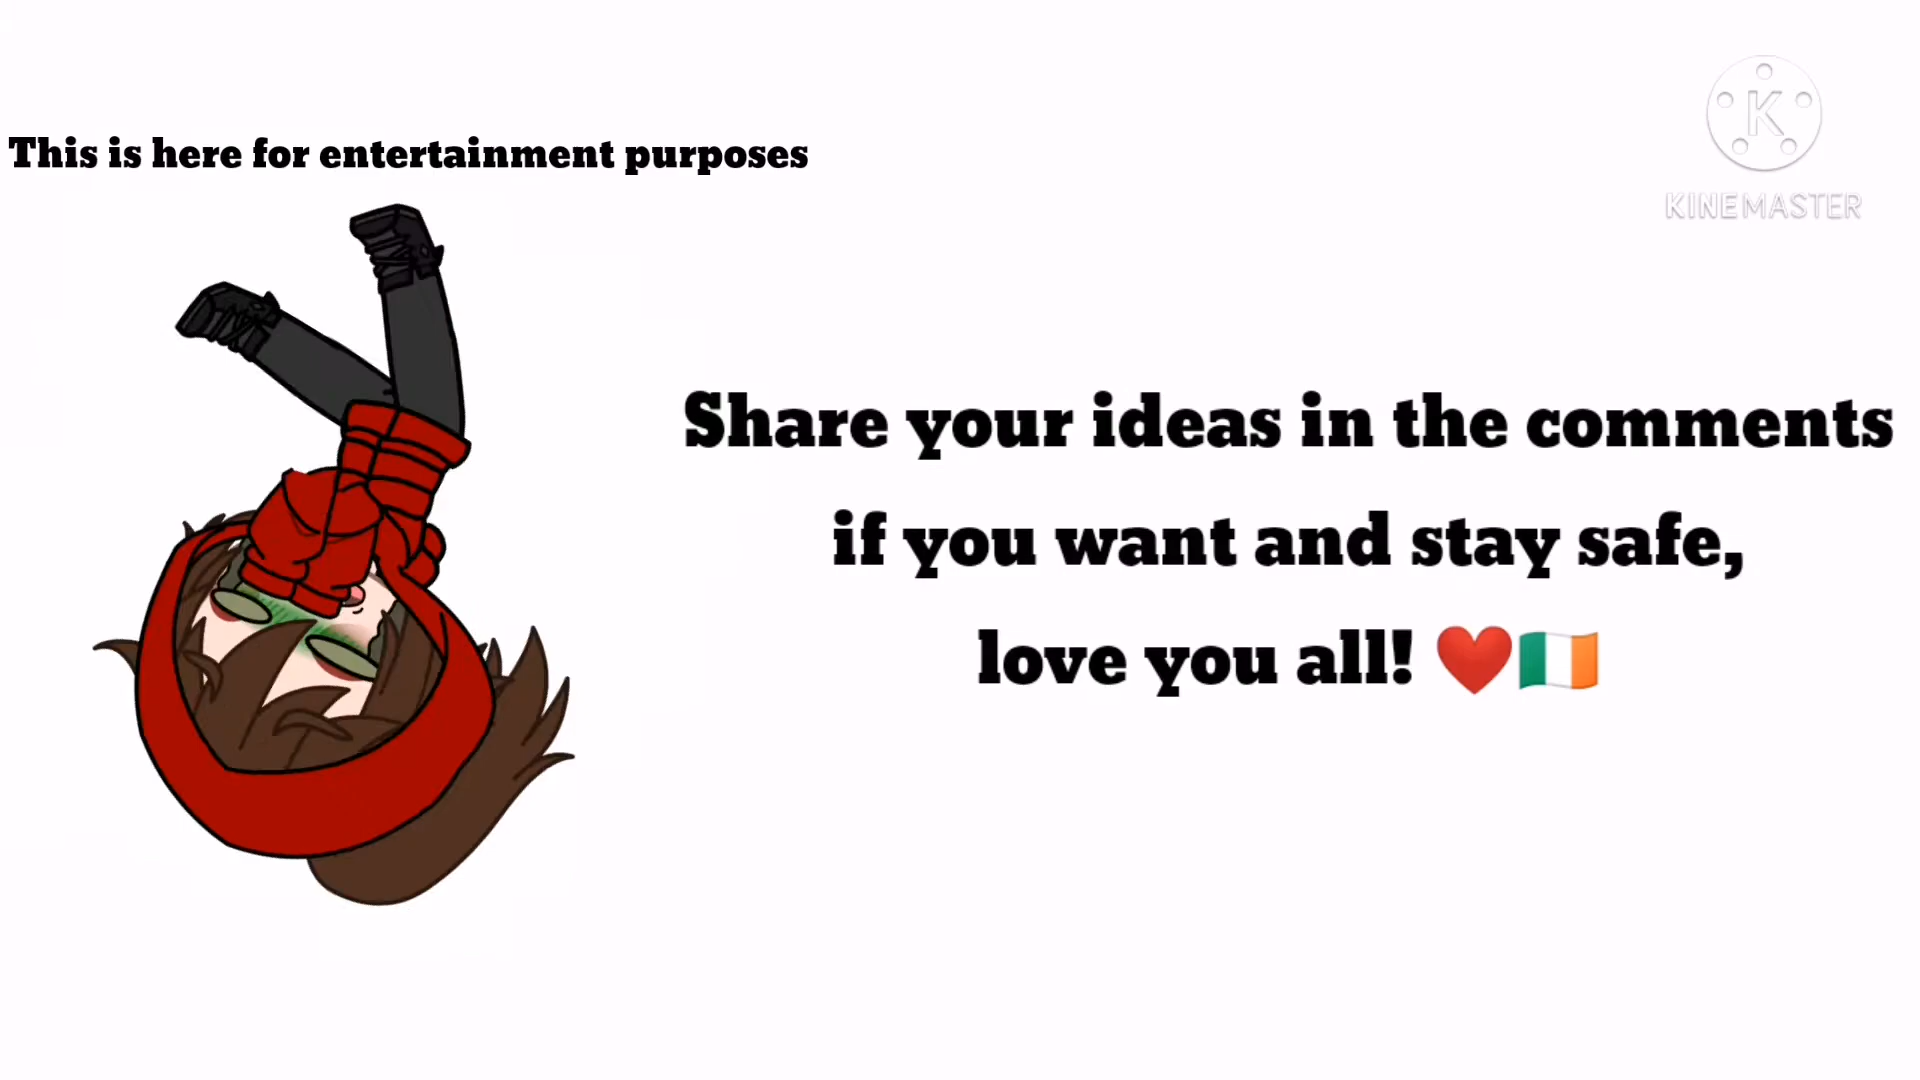 This is here for entertainment purposes
K
KINEMASTER
Share your ideas in the comments
if you want and stay safe,
love you all! ❤️🇮🇪